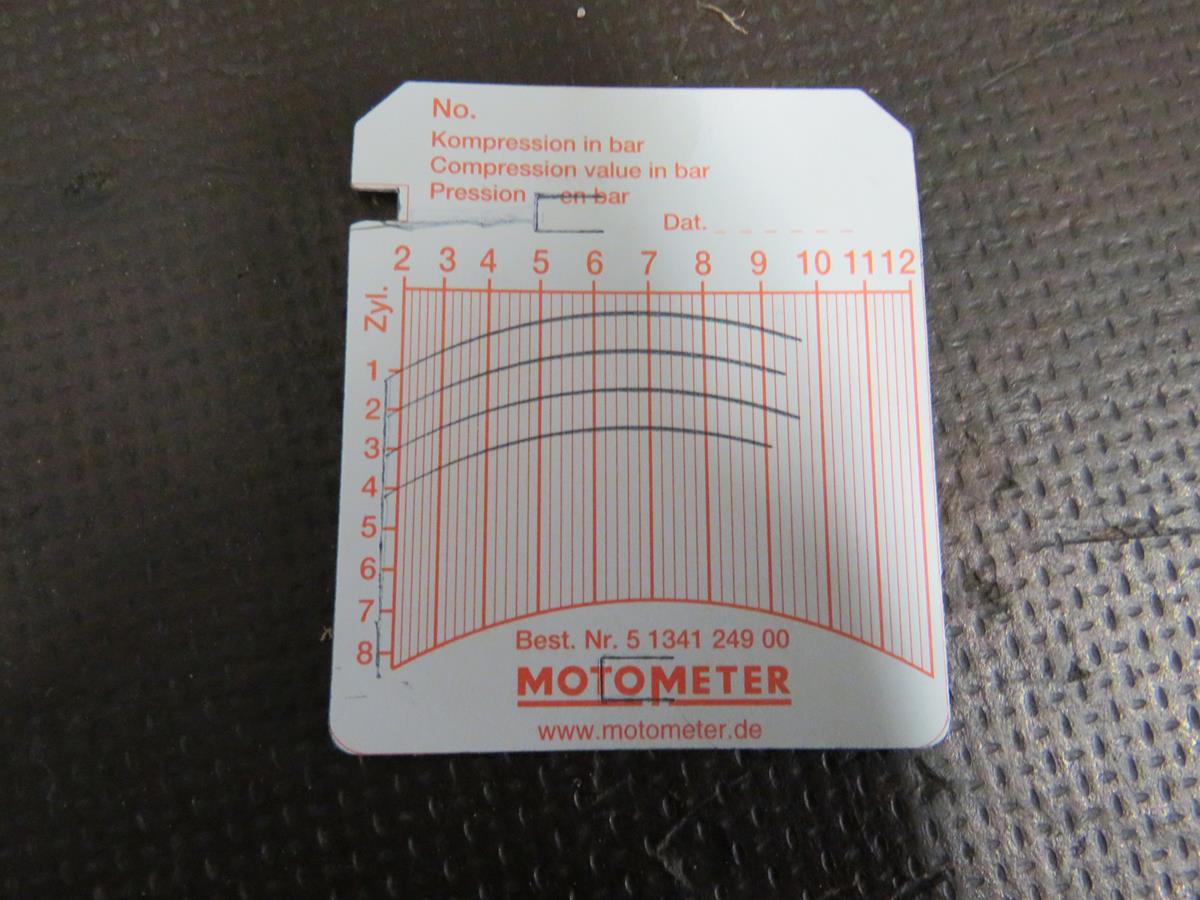 No.
Kompression in bar
Compression value in bar
Pression en bar
Dat.
2 3 4 5 6 7 8 9 10 11 12
Zyl.
1
2
3
4
5
6
7
8
Best. Nr. 5 1341 249 00
MOTOMETER
www.motometer.de